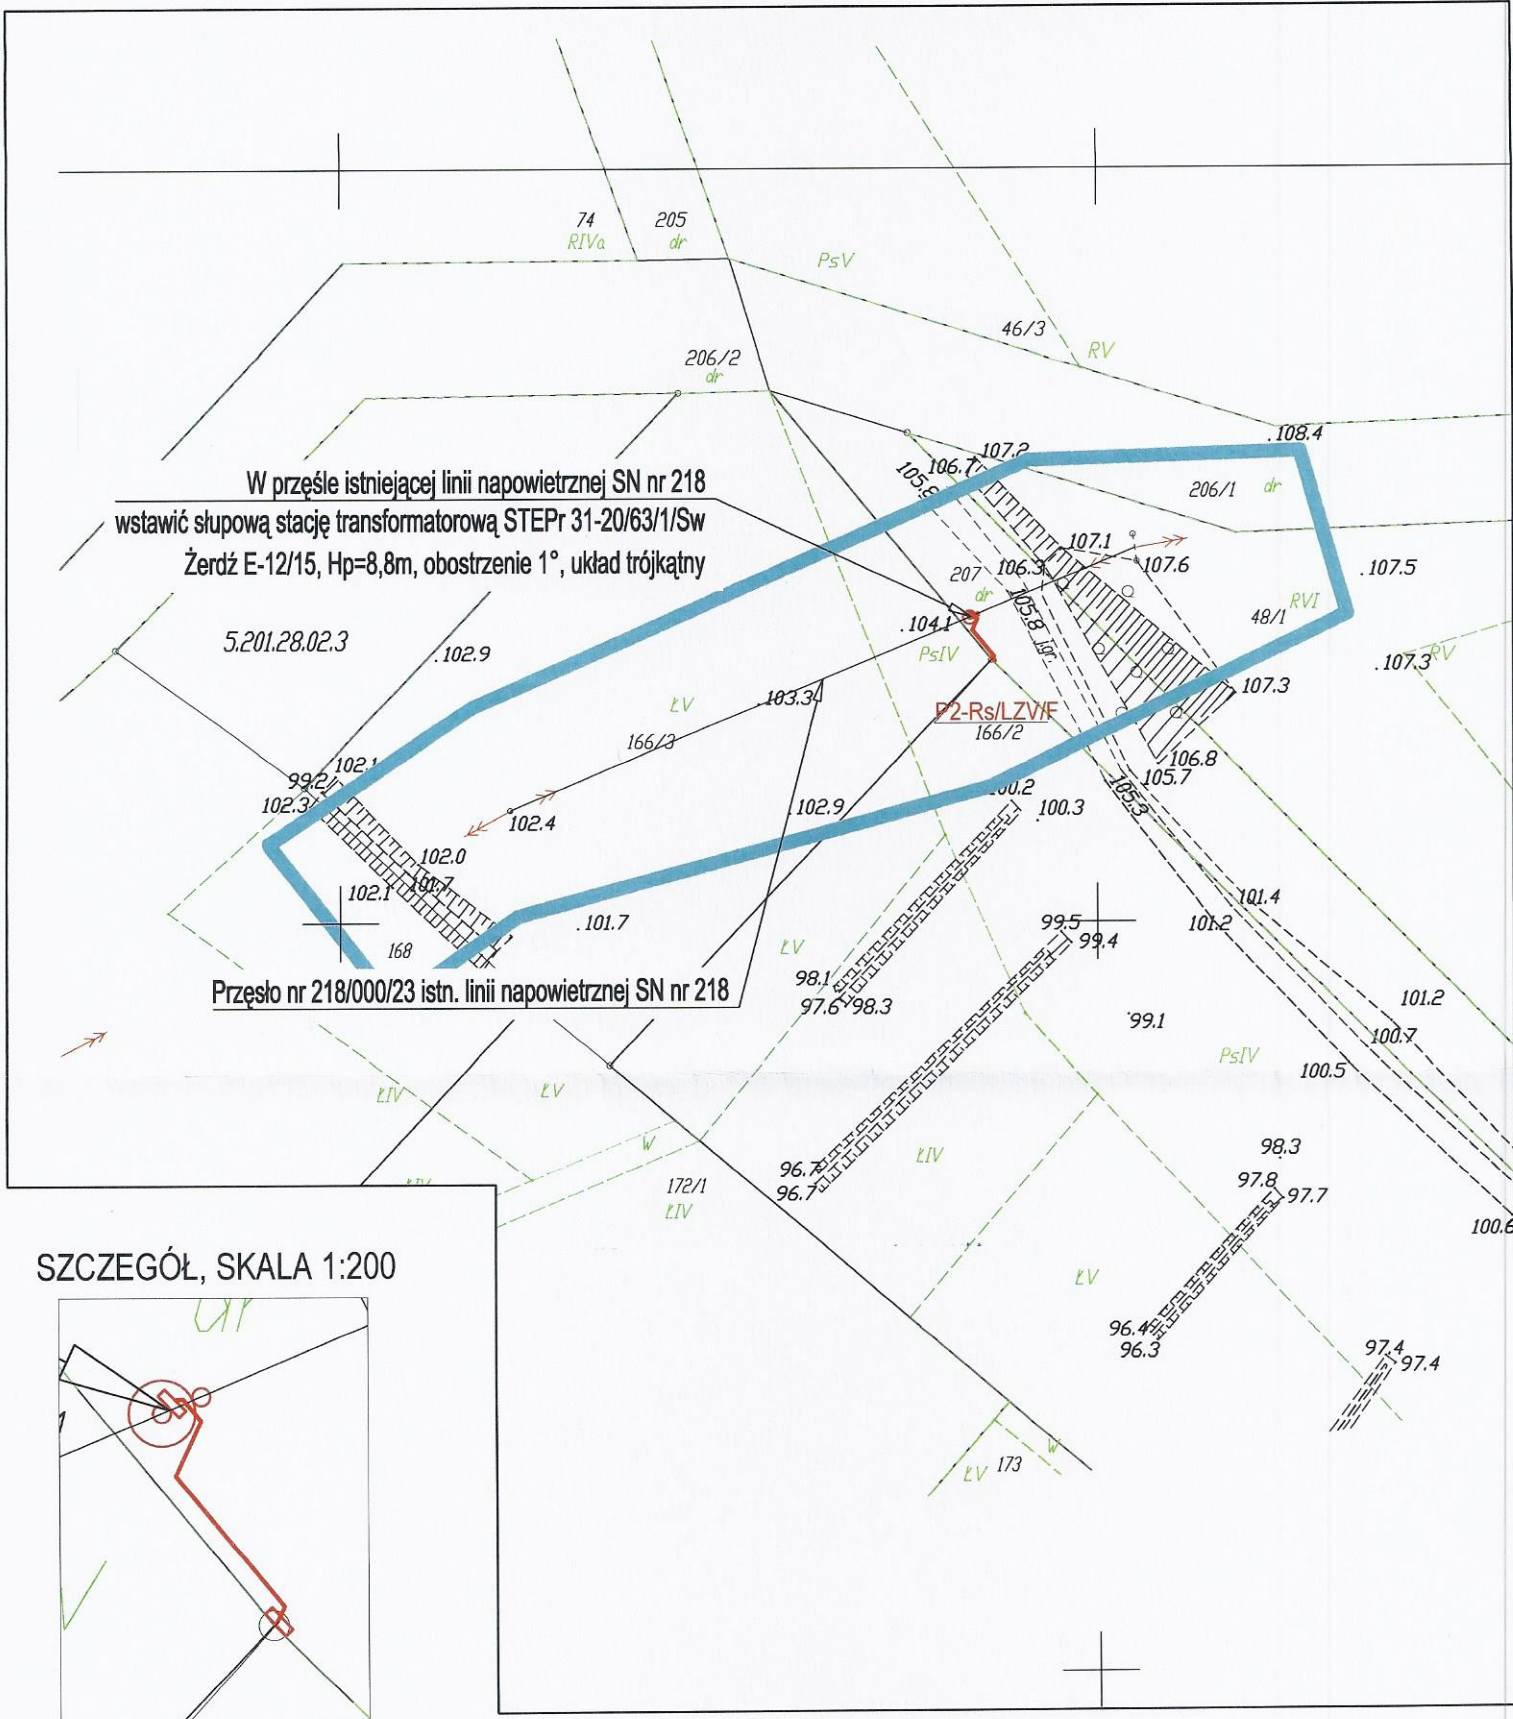 74
205
RIVa
dr
PsV
46/3
RV
206/2
dr
.108.4
107.2
106.7
105.8
206/1
dr
W przęśle istniejącej linii napowietrznej SN nr 218
wstawić słupową stację transformatorową STEPr 31-20/63/1/Sw
Żerdź E-12/15, Hp=8,8m, obostrzenie 1°, układ trójkątny
107.1
107.6
106.3
.107.5
207
dr
105.8
gr.
RVI
48/1
.104.1
PsIV
5.201.28.02.3
.102.9
.107.3
RV
107.3
ŁV
.103.3
P2-Rs/LZV/F
166/2
166/3
102.1
99.2
102.3
106.8
105.7
105.3
100.2
.100.3
.102.9
102.4
102.0
101.7
102.1
.101.7
168
101.4
101.2
99.5
99.4
ŁV
98.1
97.6
98.3
Przęsło nr 218/000/23 istn. linii napowietrznej SN nr 218
101.2
100.7
.99.1
PsIV
100.5
ŁIV
ŁV
W
ŁIV
98.3
96.7
96.7
172/1
ŁIV
ŁIV
97.8
97.7
100.6
SZCZEGÓŁ, SKALA 1:200
ŁV
96.4
96.3
97.4
97.4
W
ŁV
173